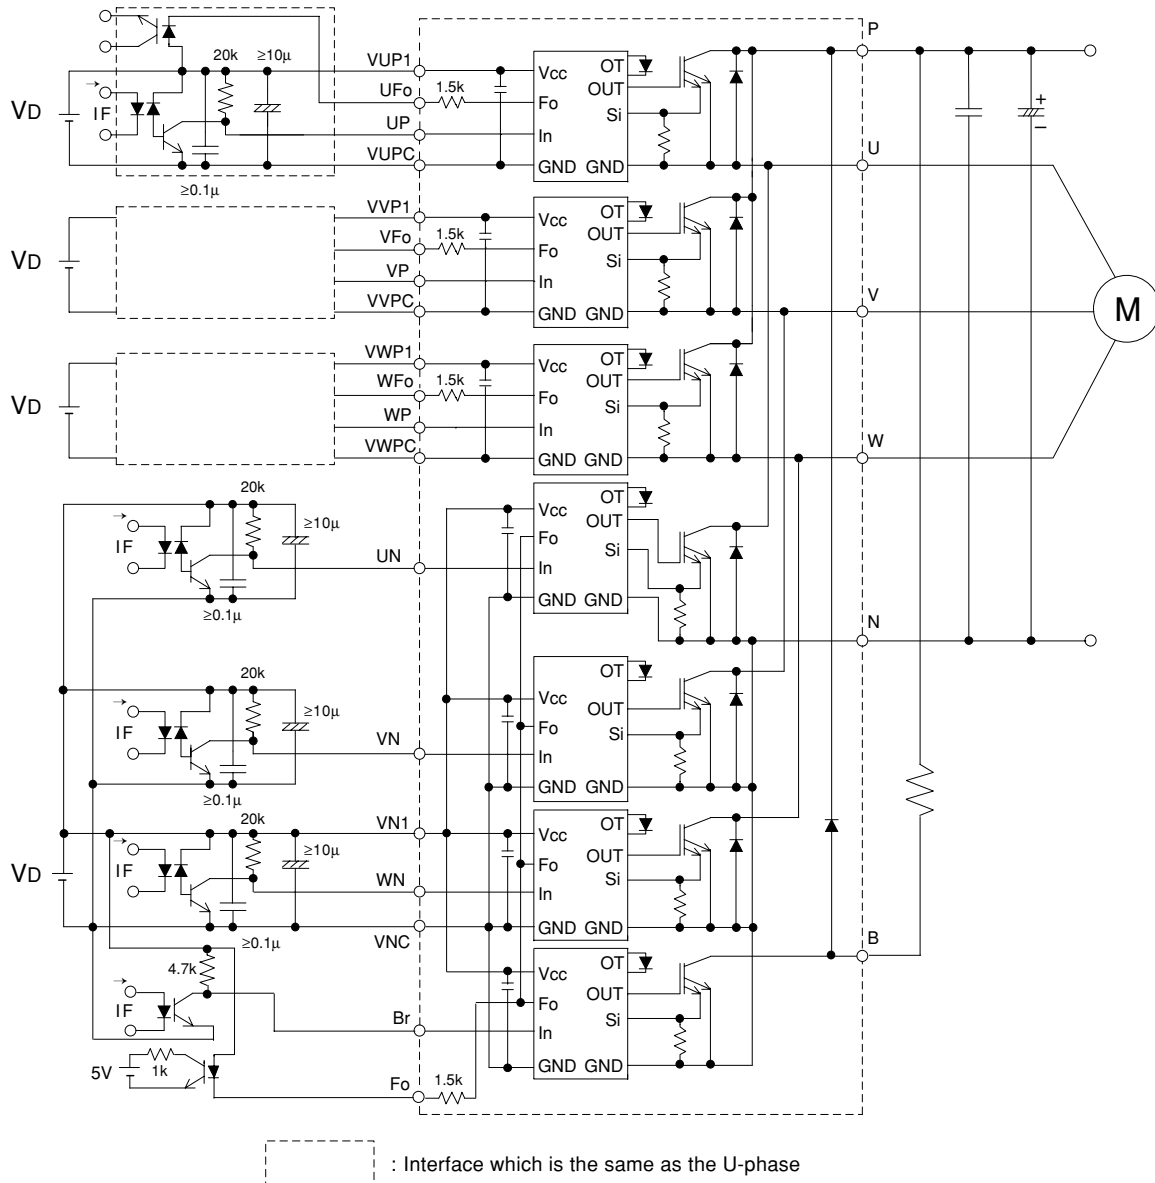 20k
≥10µ
VD
IF
≥0.1µ
VUP1
UFo
UP
VUPC
1.5k
Vcc
Fo
In
GND GND
OT
OUT
Si
P
+
–
U
VD
VVP1
VFo
VP
VVPC
1.5k
Vcc
Fo
In
GND GND
OT
OUT
Si
V
M
VD
VWP1
WFo
WP
VWPC
1.5k
Vcc
Fo
In
GND GND
OT
OUT
Si
W
20k
≥10µ
IF
≥0.1µ
UN
Vcc
Fo
In
GND GND
OT
OUT
Si
N
20k
≥10µ
IF
≥0.1µ
VN
Vcc
Fo
In
GND GND
OT
OUT
Si
20k
≥10µ
VD
IF
≥0.1µ
VN1
WN
VNC
Vcc
Fo
In
GND GND
OT
OUT
Si
B
4.7k
IF
Br
Vcc
Fo
In
GND GND
OT
OUT
Si
5V
1k
Fo
1.5k
: Interface which is the same as the U-phase